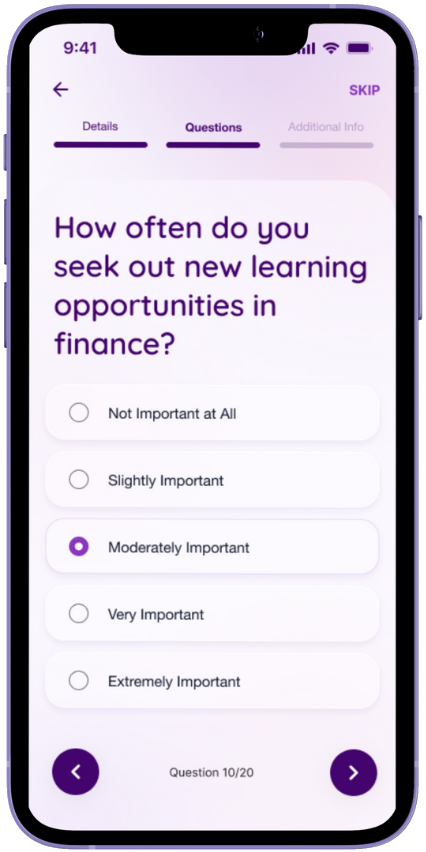 9:41
SKIP
Details
Questions
Additional Info
How often do you
seek out new learning
opportunities in
finance?
Not Important at All
Slightly Important
Moderately Important
Very Important
Extremely Important
Question 10/20